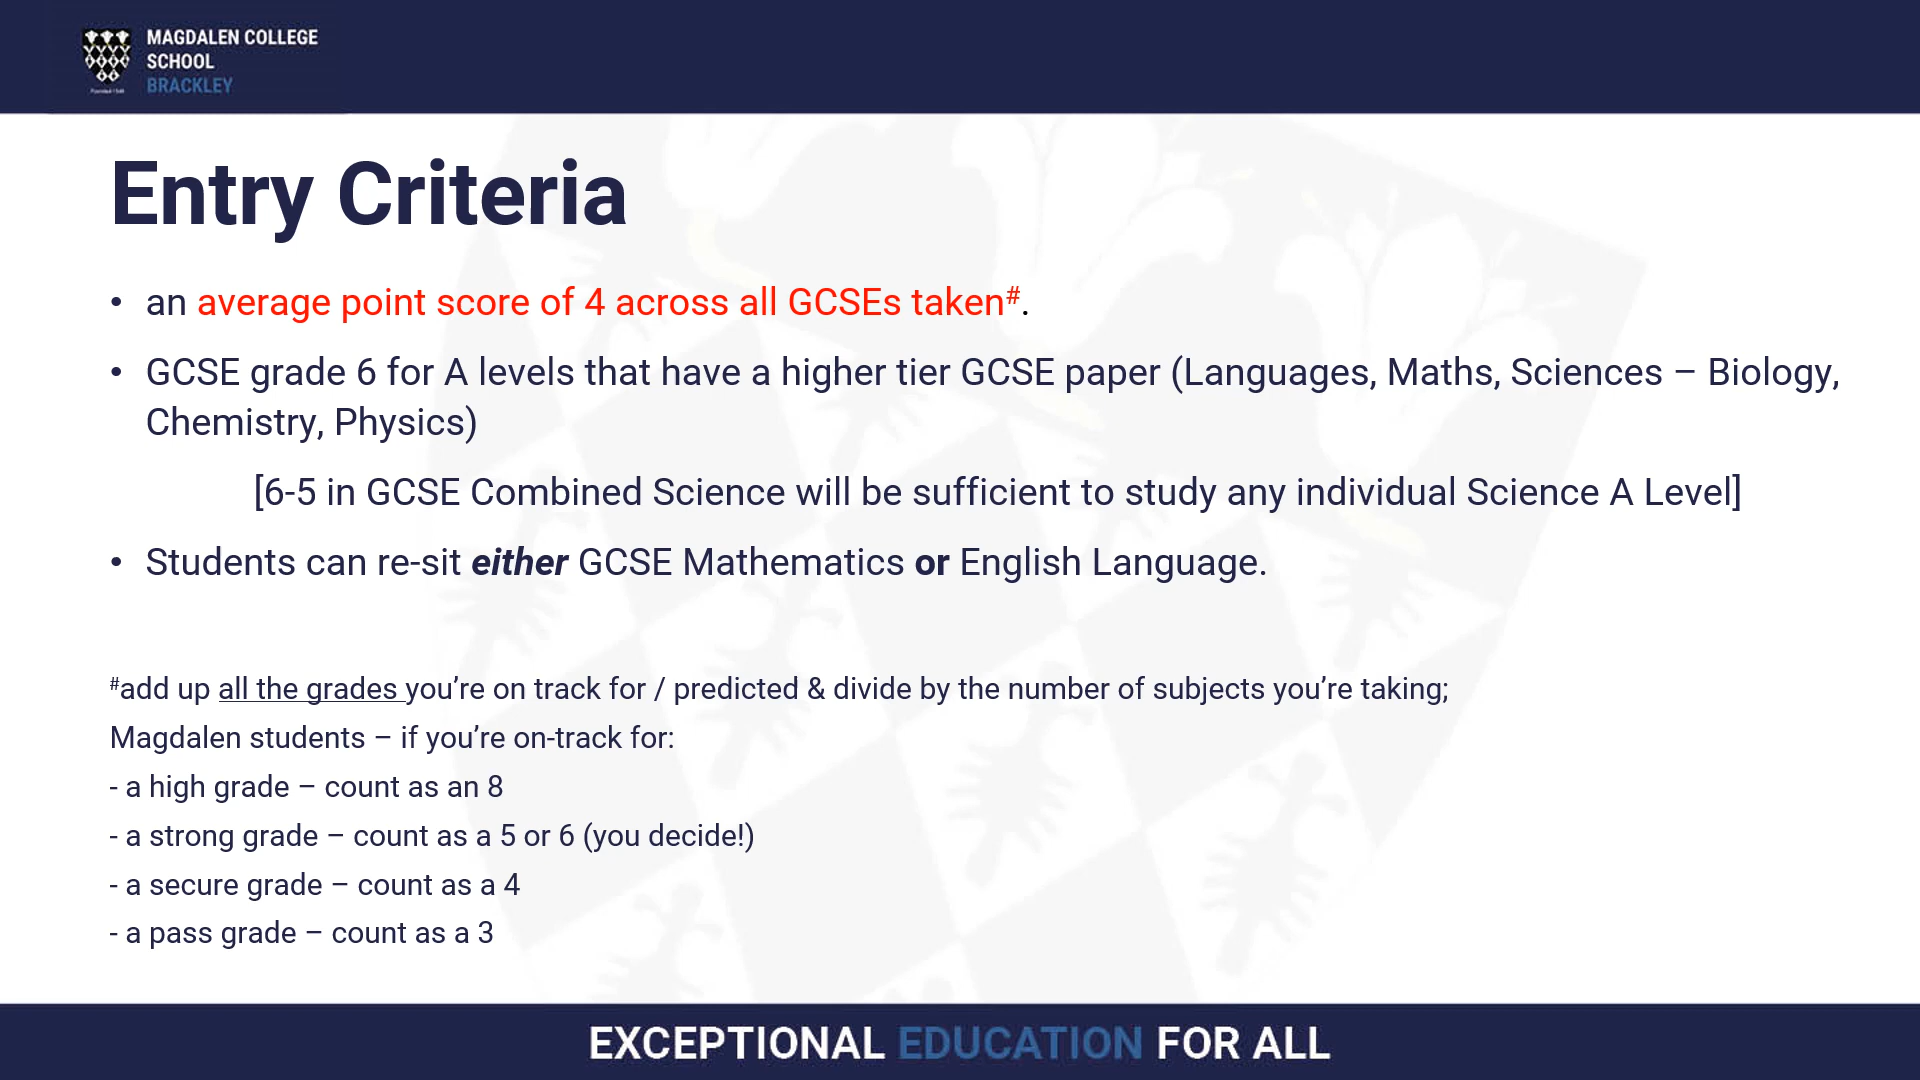 MAGDALEN COLLEGE
SCHOOL
BRACKLEY
Entry Criteria
• an average point score of 4 across all GCSEs taken#.
• GCSE grade 6 for A levels that have a higher tier GCSE paper (Languages, Maths, Sciences – Biology,
Chemistry, Physics)
[6-5 in GCSE Combined Science will be sufficient to study any individual Science A Level]
• Students can re-sit either GCSE Mathematics or English Language.
#add up all the grades you’re on track for / predicted & divide by the number of subjects you’re taking;
Magdalen students – if you’re on-track for:
- a high grade – count as an 8
- a strong grade – count as a 5 or 6 (you decide!)
- a secure grade – count as a 4
- a pass grade – count as a 3
EXCEPTIONAL EDUCATION FOR ALL